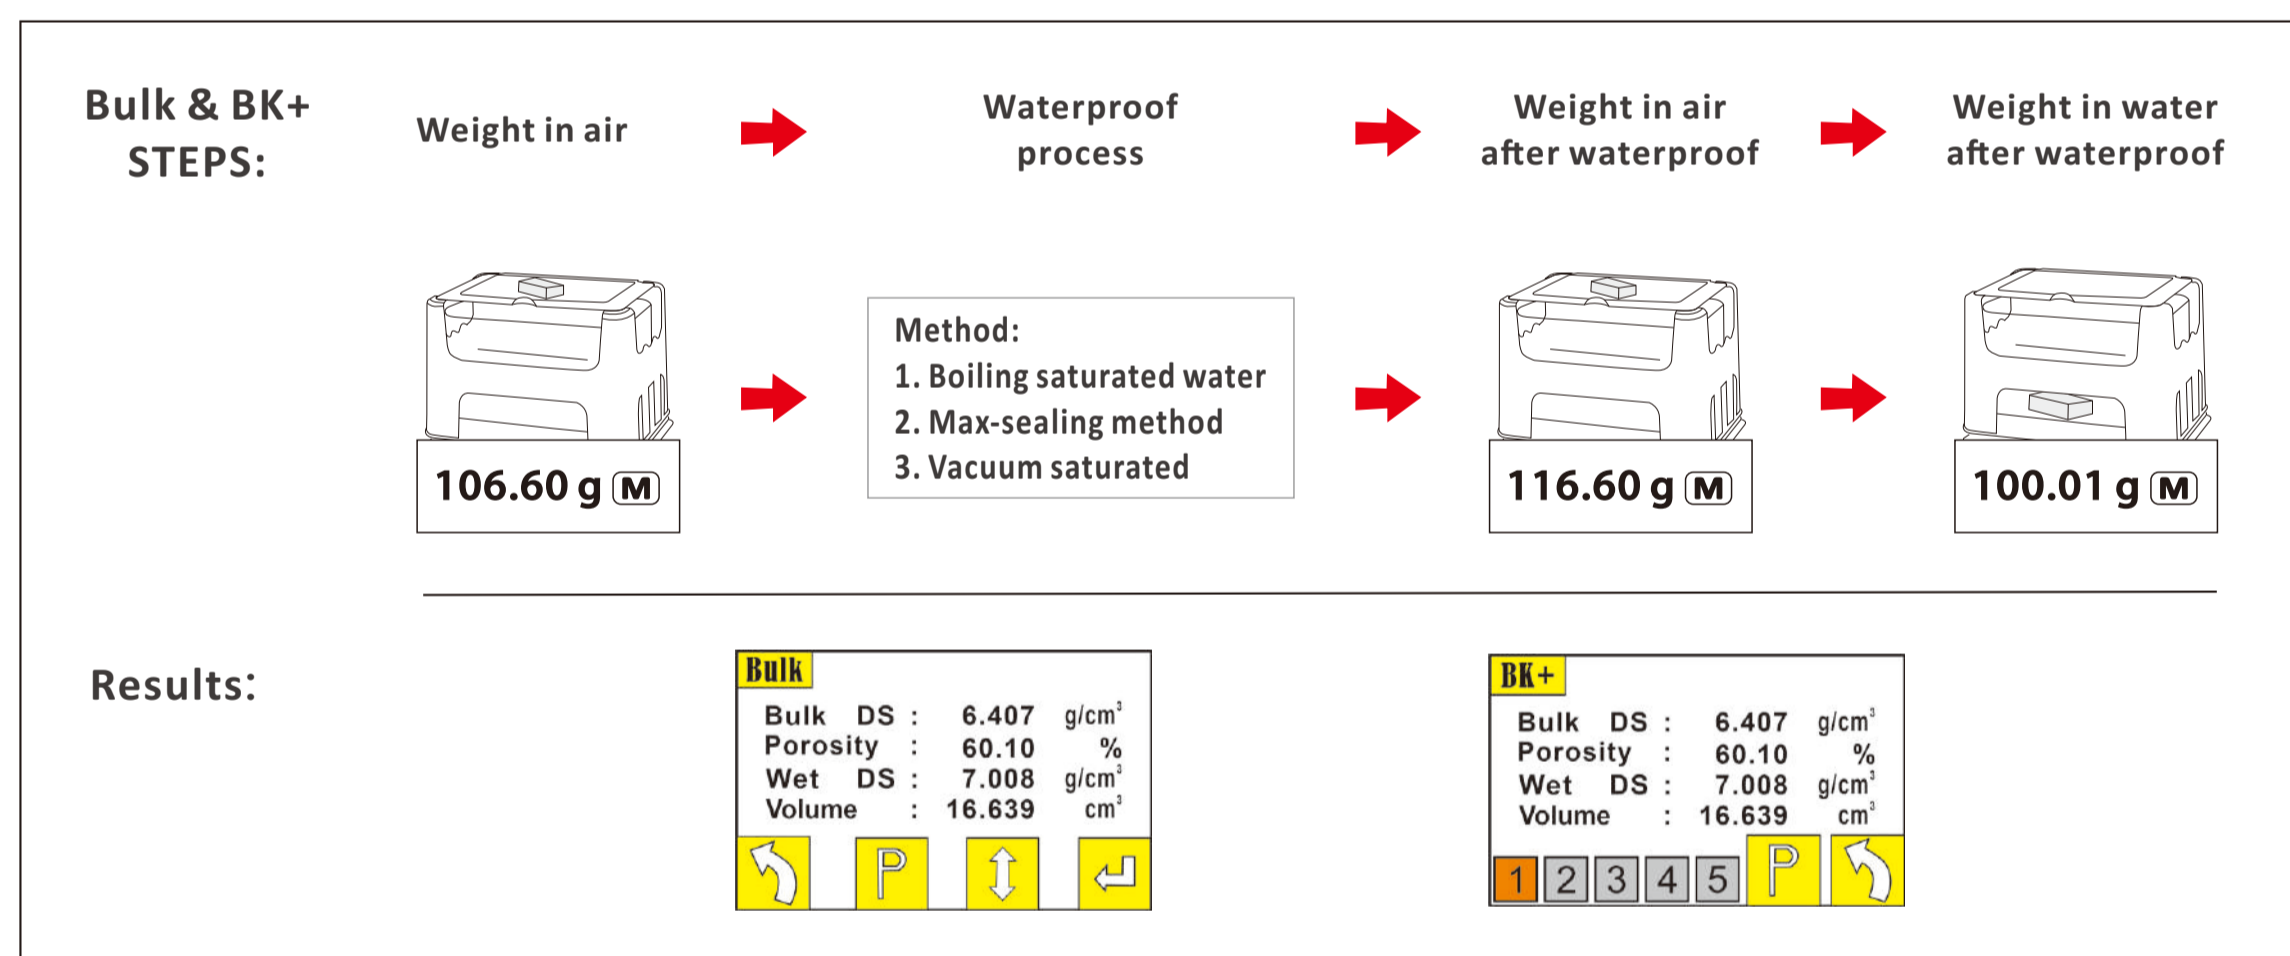 Bulk & BK+
STEPS:
Weight in air
Waterproof
process
Weight in air
after waterproof
Weight in water
after waterproof
Method:
1. Boiling saturated water
2. Max-sealing method
3. Vacuum saturated
106.60 g M
116.60 g M
100.01 g M
Results:
Bulk
Bulk DS : 6.407 g/cm³
Porosity : 60.10 %
Wet DS : 7.008 g/cm³
Volume : 16.639 cm³
P
BK+
Bulk DS : 6.407 g/cm³
Porosity : 60.10 %
Wet DS : 7.008 g/cm³
Volume : 16.639 cm³
1 2 3 4 5 P